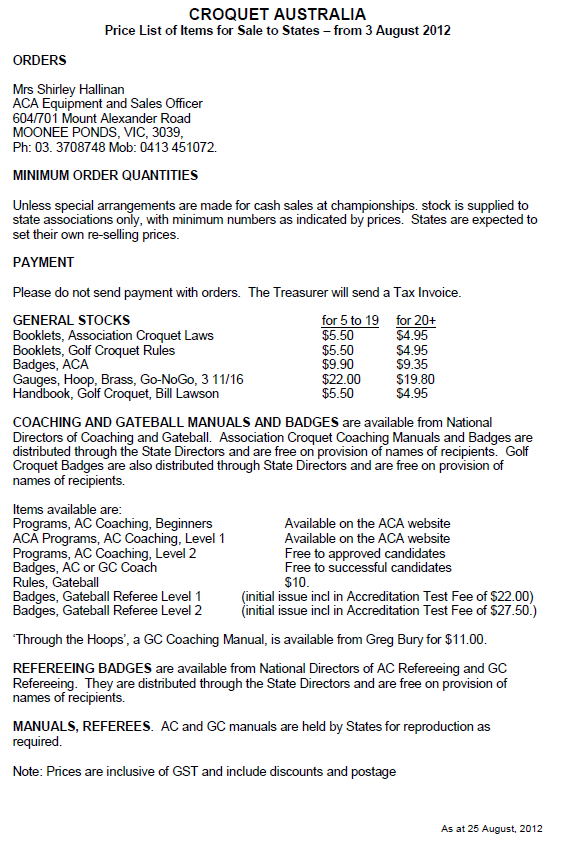 CROQUET AUSTRALIA
Price List of Items for Sale to States – from 3 August 2012
ORDERS
Mrs Shirley Hallinan
ACA Equipment and Sales Officer
604/701 Mount Alexander Road
MOONEE PONDS, VIC, 3039,
Ph: 03. 3708748 Mob: 0413 451072.
MINIMUM ORDER QUANTITIES
Unless special arrangements are made for cash sales at championships. stock is supplied to
state associations only, with minimum numbers as indicated by prices. States are expected to
set their own re-selling prices.
PAYMENT
Please do not send payment with orders. The Treasurer will send a Tax Invoice.
GENERAL STOCKS for 5 to 19 for 20+
Booklets, Association Croquet Laws $5.50 $4.95
Booklets, Golf Croquet Rules $5.50 $4.95
Badges, ACA $9.90 $9.35
Gauges, Hoop, Brass, Go-NoGo, 3 11/16 $22.00 $19.80
Handbook, Golf Croquet, Bill Lawson $5.50 $4.95
COACHING AND GATEBALL MANUALS AND BADGES are available from National
Directors of Coaching and Gateball. Association Croquet Coaching Manuals and Badges are
distributed through the State Directors and are free on provision of names of recipients. Golf
Croquet Badges are also distributed through State Directors and are free on provision of
names of recipients.
Items available are:
Programs, AC Coaching, Beginners Available on the ACA website
ACA Programs, AC Coaching, Level 1 Available on the ACA website
Programs, AC Coaching, Level 2 Free to approved candidates
Badges, AC or GC Coach Free to successful candidates
Rules, Gateball $10.
Badges, Gateball Referee Level 1 (initial issue incl in Accreditation Test Fee of $22.00)
Badges, Gateball Referee Level 2 (initial issue incl in Accreditation Test Fee of $27.50.)
‘Through the Hoops’, a GC Coaching Manual, is available from Greg Bury for $11.00.
REFEREEING BADGES are available from National Directors of AC Refereeing and GC
Refereeing. They are distributed through the State Directors and are free on provision of
names of recipients.
MANUALS, REFEREES. AC and GC manuals are held by States for reproduction as
required.
Note: Prices are inclusive of GST and include discounts and postage
As at 25 August, 2012